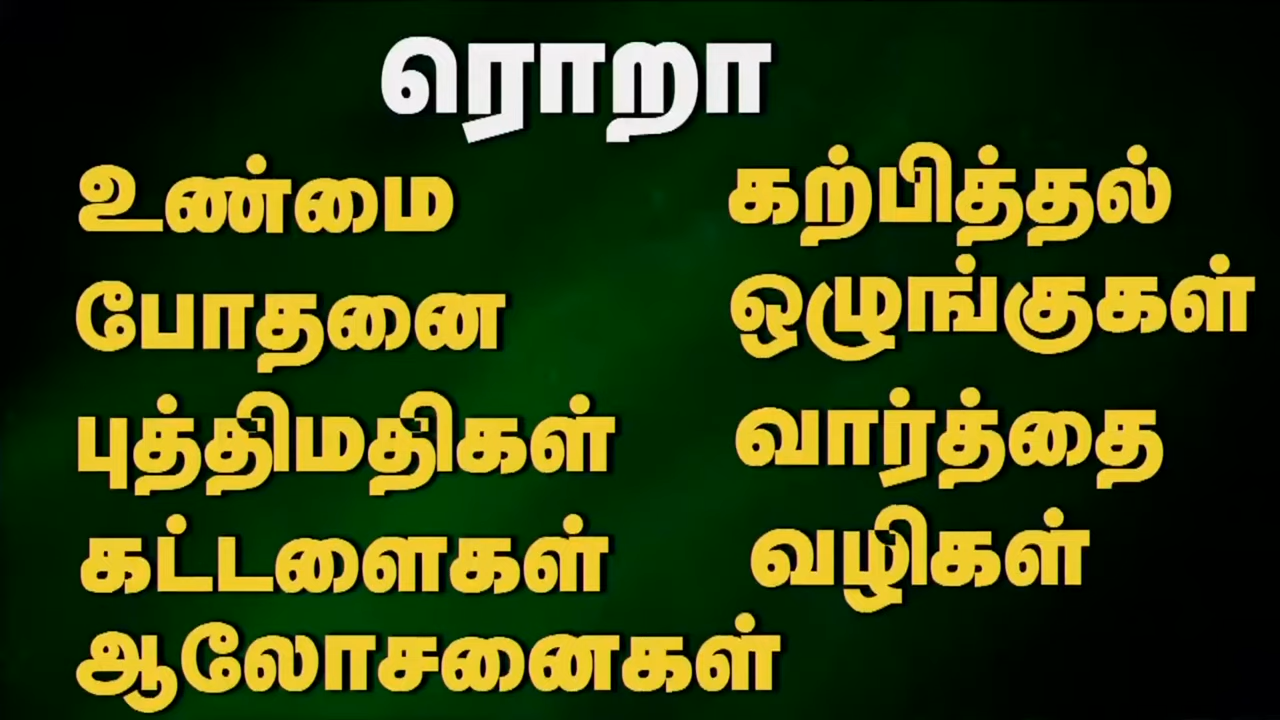 ரொறா
உண்மை
போதனை
புத்திமதிகள்
கட்டளைகள்
ஆலோசனைகள்
கற்பித்தல்
ஒழுங்குகள்
வார்த்தை
வழிகள்